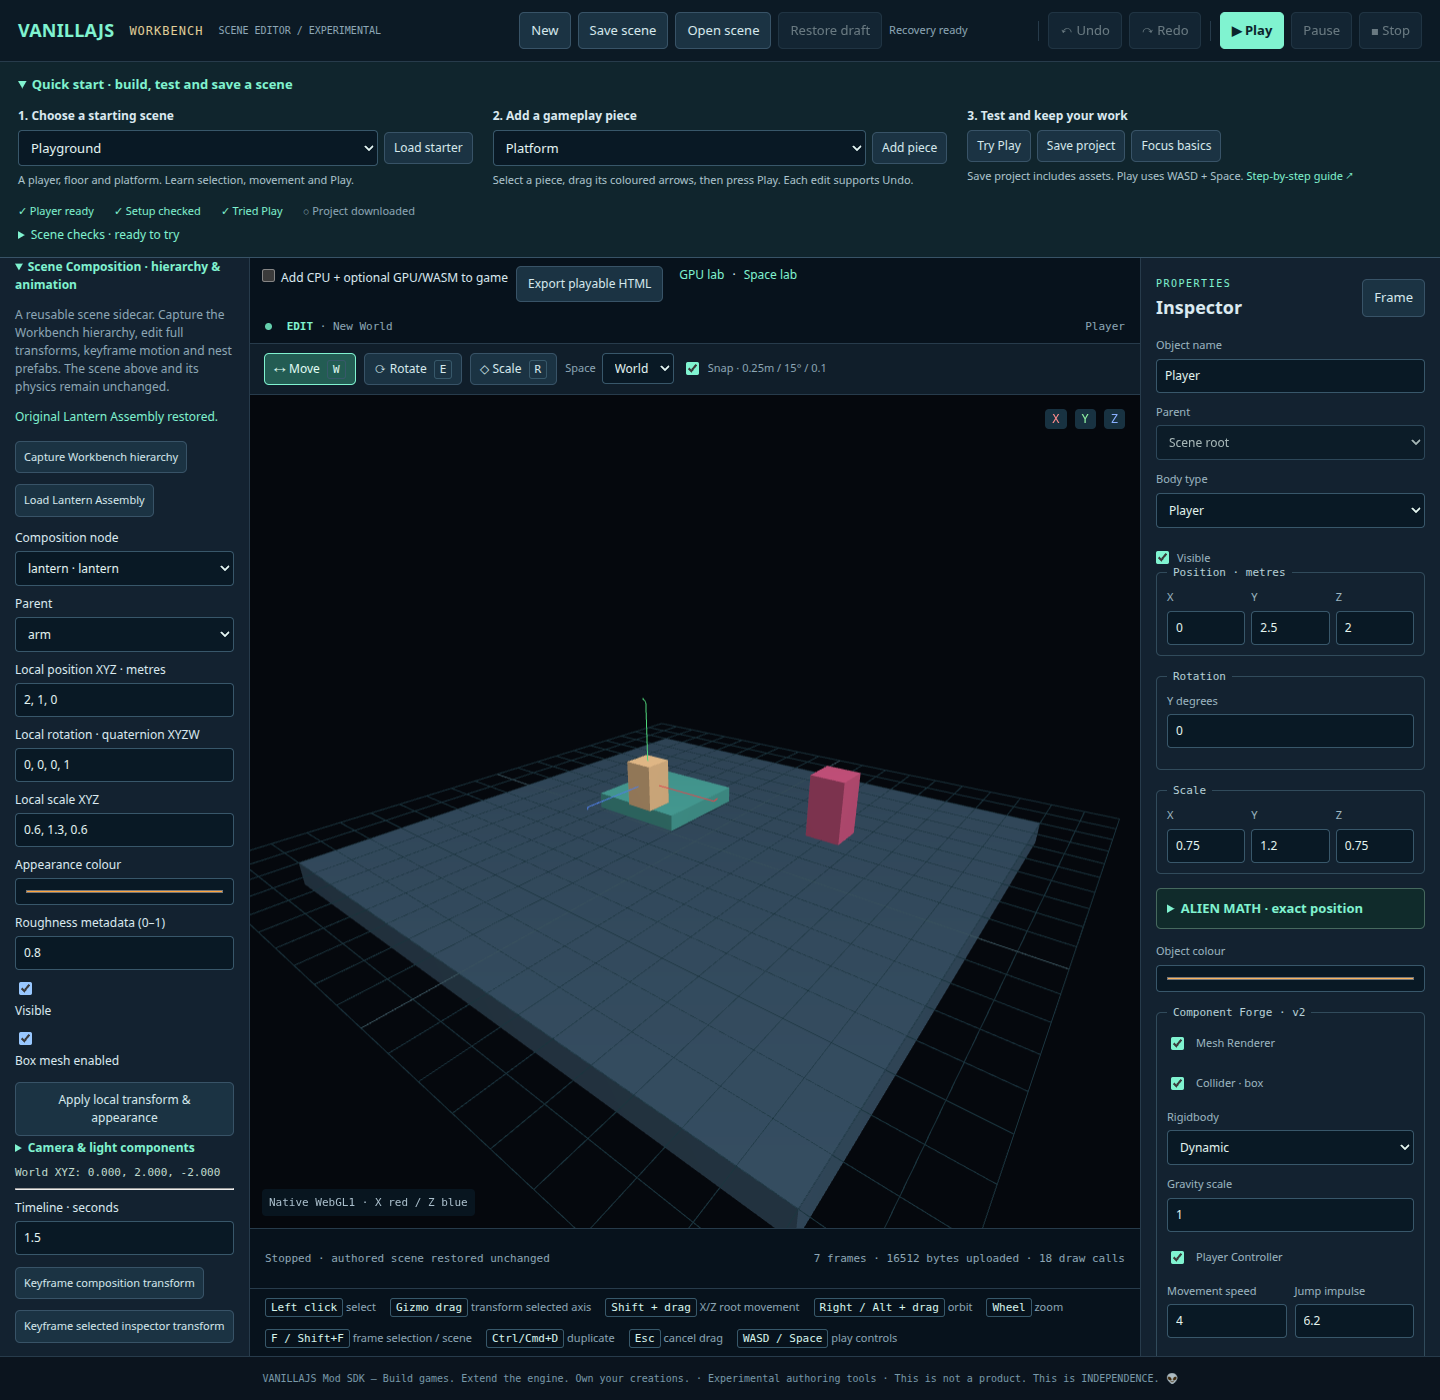 VANILLAJS WORKBENCH SCENE EDITOR / EXPERIMENTAL New Save scene Open scene Restore draft Recovery ready ↶ Undo ↷ Redo ▶ Play Pause ■ Stop
▼ Quick start · build, test and save a scene
1. Choose a starting scene
Playground Load starter
A player, floor and platform. Learn selection, movement and Play.
2. Add a gameplay piece
Platform Add piece
Select a piece, drag its coloured arrows, then press Play. Each edit supports Undo.
3. Test and keep your work
Try Play Save project Focus basics
Save project includes assets. Play uses WASD + Space. Step-by-step guide ↗
✓ Player ready ✓ Setup checked ✓ Tried Play ○ Project downloaded
▶ Scene checks · ready to try
▼ Scene Composition · hierarchy &
animation
A reusable scene sidecar. Capture the
Workbench hierarchy, edit full
transforms, keyframe motion and nest
prefabs. The scene above and its
physics remain unchanged.
Original Lantern Assembly restored.
Capture Workbench hierarchy
Load Lantern Assembly
Composition node
lantern · lantern
Parent
arm
Local position XYZ · metres
2, 1, 0
Local rotation · quaternion XYZW
0, 0, 0, 1
Local scale XYZ
0.6, 1.3, 0.6
Appearance colour
Roughness metadata (0–1)
0.8
Visible
Box mesh enabled
Apply local transform &
appearance
▶ Camera & light components
World XYZ: 0.000, 2.000, -2.000
Timeline · seconds
1.5
Keyframe composition transform
Keyframe selected inspector transform
Add CPU + optional GPU/WASM to game Export playable HTML GPU lab · Space lab
EDIT · New World Player
↔ Move W ⟳ Rotate E ◇ Scale R Space World Snap · 0.25m / 15° / 0.1
X Y Z
Native WebGL1 · X red / Z blue
Stopped · authored scene restored unchanged 7 frames · 16512 bytes uploaded · 18 draw calls
Left click select Gizmo drag transform selected axis Shift + drag X/Z root movement Right / Alt + drag orbit Wheel zoom
F / Shift+F frame selection / scene Ctrl/Cmd+D duplicate Esc cancel drag WASD / Space play controls
PROPERTIES
Inspector Frame
Object name
Player
Parent
Scene root
Body type
Player
Visible
Position · metres
X Y Z
0 2.5 2
Rotation
Y degrees
0
Scale
X Y Z
0.75 1.2 0.75
▶ ALIEN MATH · exact position
Object colour
Component Forge · v2
Mesh Renderer
Collider · box
Rigidbody
Dynamic
Gravity scale
1
Player Controller
Movement speed Jump impulse
4 6.2
VANILLAJS Mod SDK — Build games. Extend the engine. Own your creations. · Experimental authoring tools · This is not a product. This is INDEPENDENCE. 👽